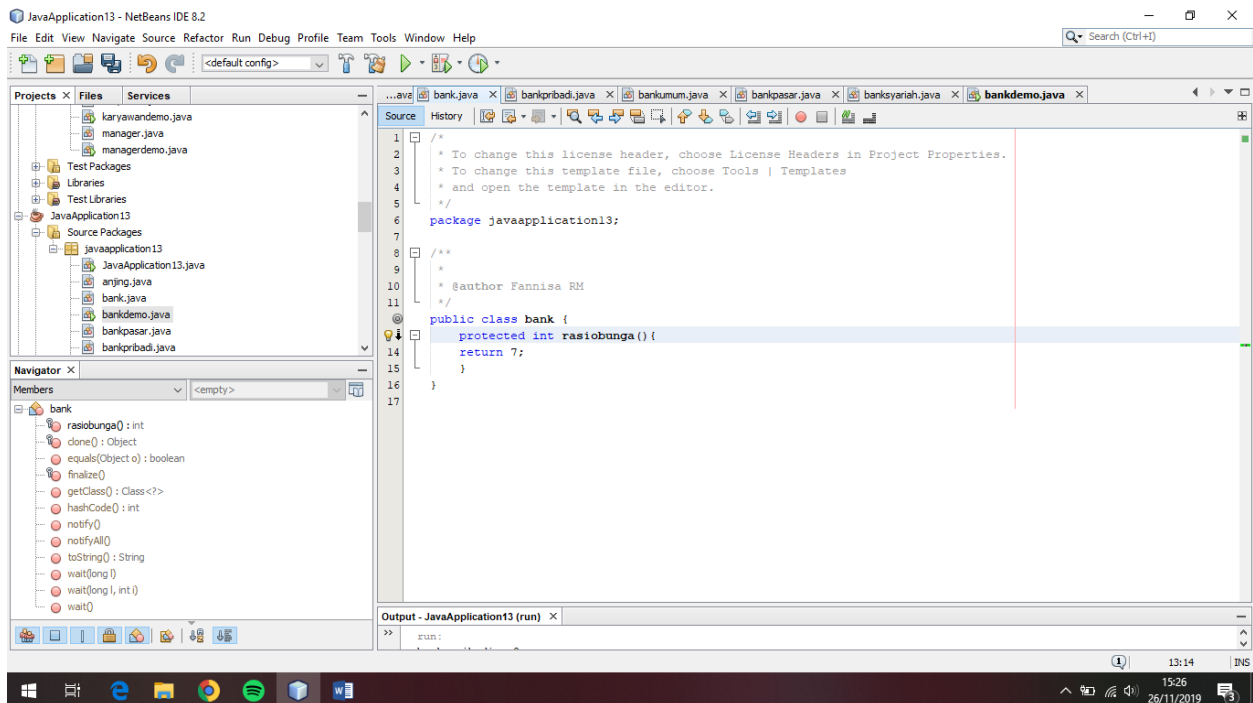 JavaApplication13 - NetBeans IDE 8.2
File Edit View Navigate Source Refactor Run Debug Profile Team Tools Window Help
Search (Ctrl+I)
<default config>
Projects Files Services
karyawandemo.java
manager.java
managerdemo.java
Test Packages
Libraries
Test Libraries
JavaApplication13
Source Packages
javaapplication13
JavaApplication13.java
anjing.java
bank.java
bankdemo.java
bankpasar.java
bankpribadi.java
Navigator
Members
<empty>
bank
rasiobunga() : int
clone() : Object
equals(Object o) : boolean
finalize()
getClass() : Class<?>
hashCode() : int
notify()
notifyAll()
toString() : String
wait(long l)
wait(long l, int i)
wait()
...ava bank.java bankpribadi.java bankumum.java bankpasar.java banksyariah.java bankdemo.java
Source History
1 /*
2 * To change this license header, choose License Headers in Project Properties.
3 * To change this template file, choose Tools | Templates
4 * and open the template in the editor.
5 */
6 package javaapplication13;
7
8 /**
9 *
10 * @author Fannisa RM
11 */
public class bank {
protected int rasiobunga(){
14 return 7;
15 }
16 }
17
Output - JavaApplication13 (run)
run:
1
13:14 INS
15:26
26/11/2019
3